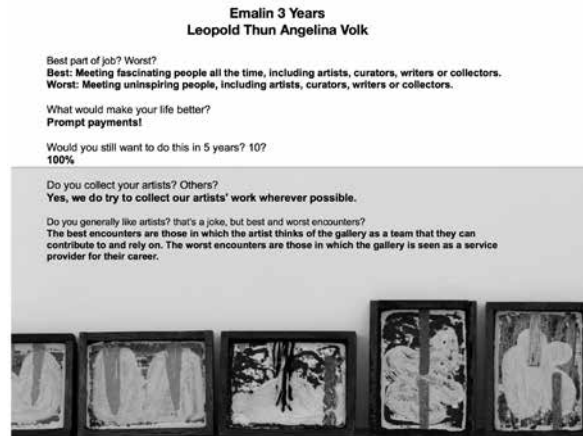 Emalin 3 Years
Leopold Thun Angelina Volk
Best part of job? Worst?
Best: Meeting fascinating people all the time, including artists, curators, writers or collectors.
Worst: Meeting uninspiring people, including artists, curators, writers or collectors.
What would make your life better?
Prompt payments!
Would you still want to do this in 5 years? 10?
100%
Do you collect your artists? Others?
Yes, we do try to collect our artists' work wherever possible.
Do you generally like artists? that's a joke, but best and worst encounters?
The best encounters are those in which the artist thinks of the gallery as a team that they can
contribute to and rely on. The worst encounters are those in which the gallery is seen as a service
provider for their career.